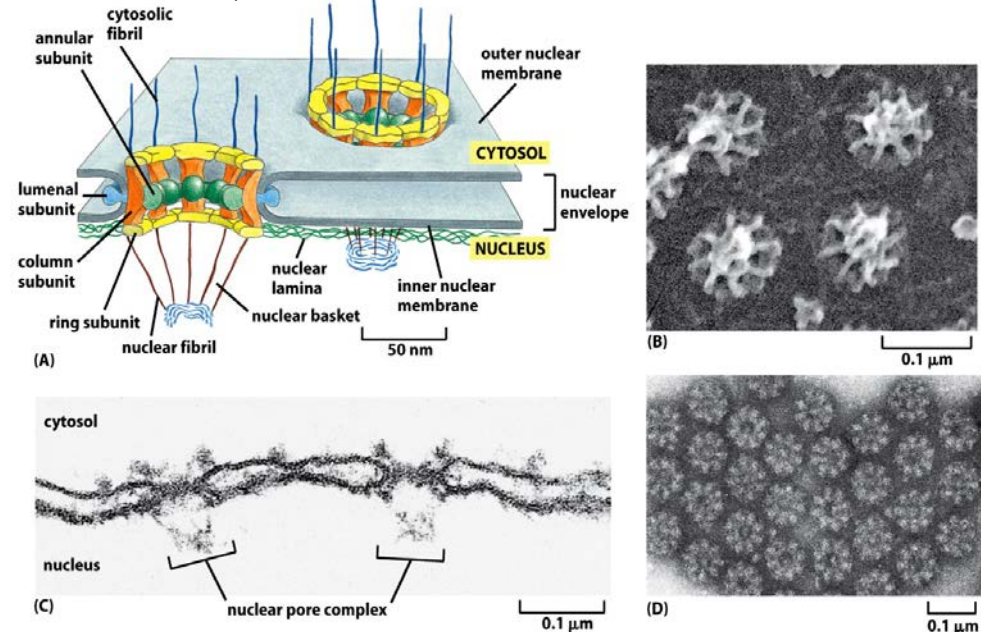 cytosolic
fibril
annular
subunit
outer nuclear
membrane
CYTOSOL
lumenal
subunit
nuclear
envelope
NUCLEUS
column
subunit
nuclear
lamina
inner nuclear
membrane
ring subunit
nuclear basket
nuclear fibril
50 nm
(A)
0.1 µm
(B)
cytosol
nucleus
nuclear pore complex
0.1 µm
(C)
0.1 µm
(D)